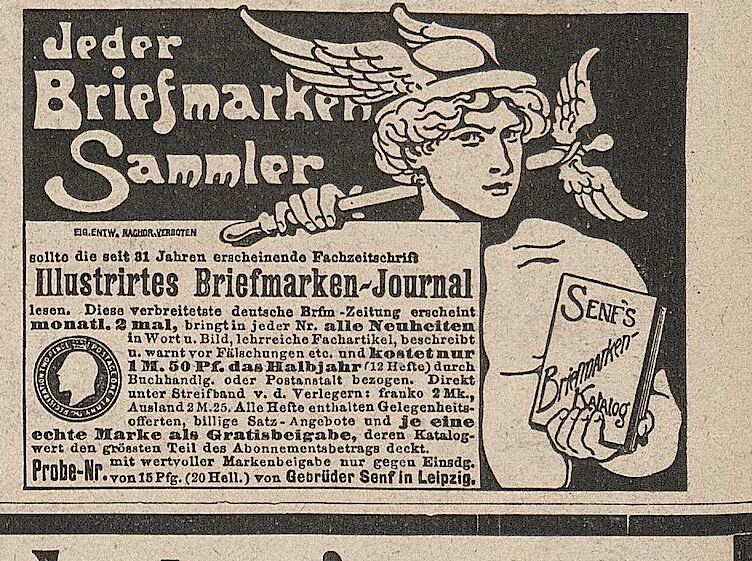 Jeder
Briefmarken
Sammler
EIG. ENTW. NACHDR. VERBOTEN
sollte die seit 31 Jahren erscheinende Fachzeitschrift
Illustrirtes Briefmarken-Journal
lesen. Diese verbreitetste deutsche Brfm-Zeitung erscheint
monatl. 2 mal, bringt in jeder Nr. alle Neuheiten
in Wort u. Bild, lehrreiche Fachartikel, beschreibt
u. warnt vor Fälschungen etc. und kostet nur
1 M. 50 Pf. das Halbjahr (12 Hefte) durch
Buchhandlg. oder Postanstalt bezogen. Direkt
unter Streifband v. d. Verlegern: franko 2 Mk.,
Ausland 2 M. 25. Alle Hefte enthalten Gelegenheits-
offerten, billige Satz-Angebote und je eine
echte Marke als Gratisbeigabe, deren Katalog-
wert den grössten Teil des Abonnementsbetrags deckt.
Probe-Nr. mit wertvoller Markenbeigabe nur gegen Einsdg.
von 15 Pfg. (20 Hell.) von Gebrüder Senf in Leipzig.
SENF'S
Briefmarken-
KATALOG